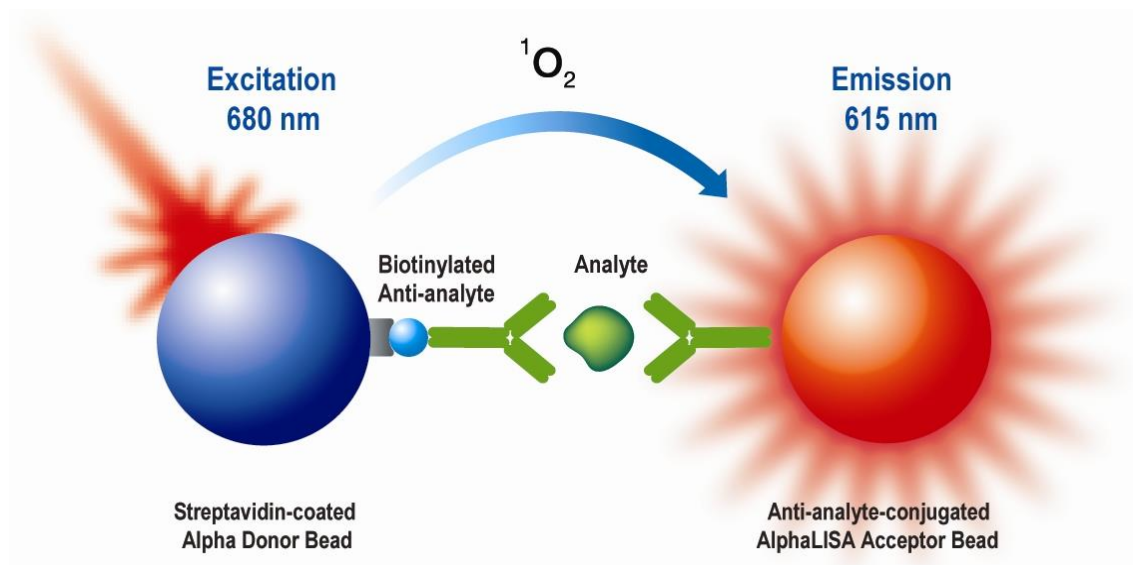 Excitation
680 nm
¹O₂
Emission
615 nm
Biotinylated
Anti-analyte
Analyte
Streptavidin-coated
Alpha Donor Bead
Anti-analyte-conjugated
AlphaLISA Acceptor Bead